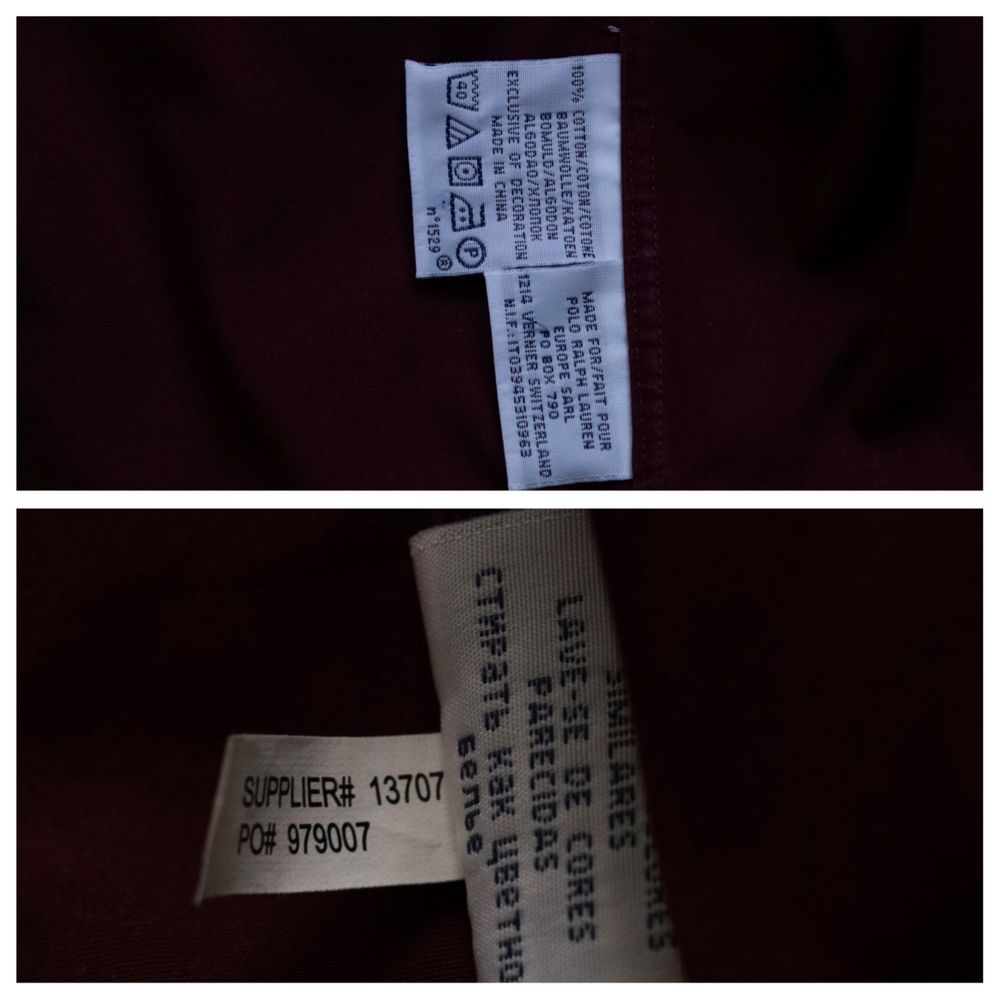 100% COTTON/COTON/COTONE
BAUMWOLLE/KATOEN
BOMULD/ALGODON
ALGODAO/ХЛОПОК
EXCLUSIVE OF DECORATION
MADE IN CHINA
40
P
n°1529 ®
MADE FOR/FAIT POUR
POLO RALPH LAUREN
EUROPE SARL
PO BOX 790
1214 VERNIER SWITZERLAND
N.I.F.:IT03945310963
SUPPLIER# 13707
PO# 979007
SIMILARES
LAVE-SE DE CORES
PARECIDAS
СТИРАТЬ КАК ЦВЕТНО
БЕЛЬЕ